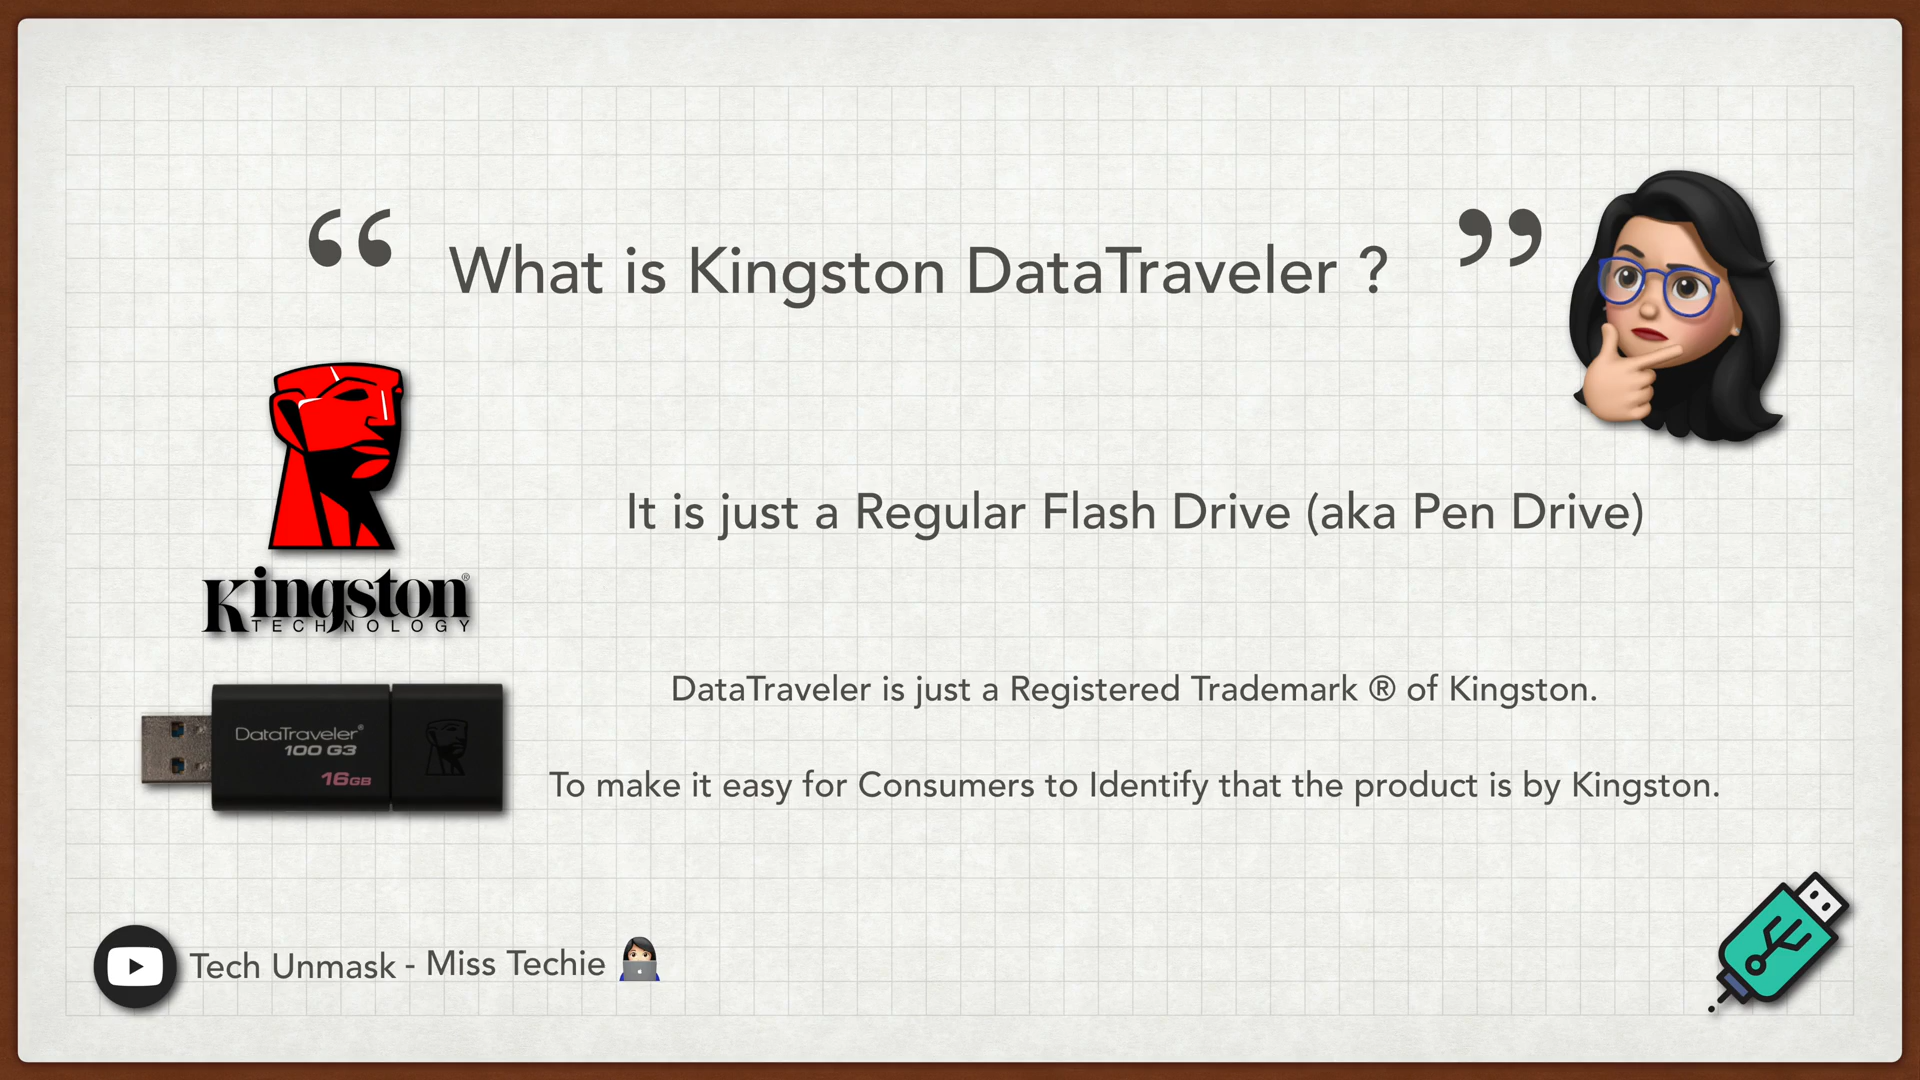 “ What is Kingston DataTraveler ? ”
It is just a Regular Flash Drive (aka Pen Drive)
Kingston®
TECHNOLOGY
DataTraveler is just a Registered Trademark ® of Kingston.
DataTraveler®
100 G3
16GB
To make it easy for Consumers to Identify that the product is by Kingston.
Tech Unmask - Miss Techie